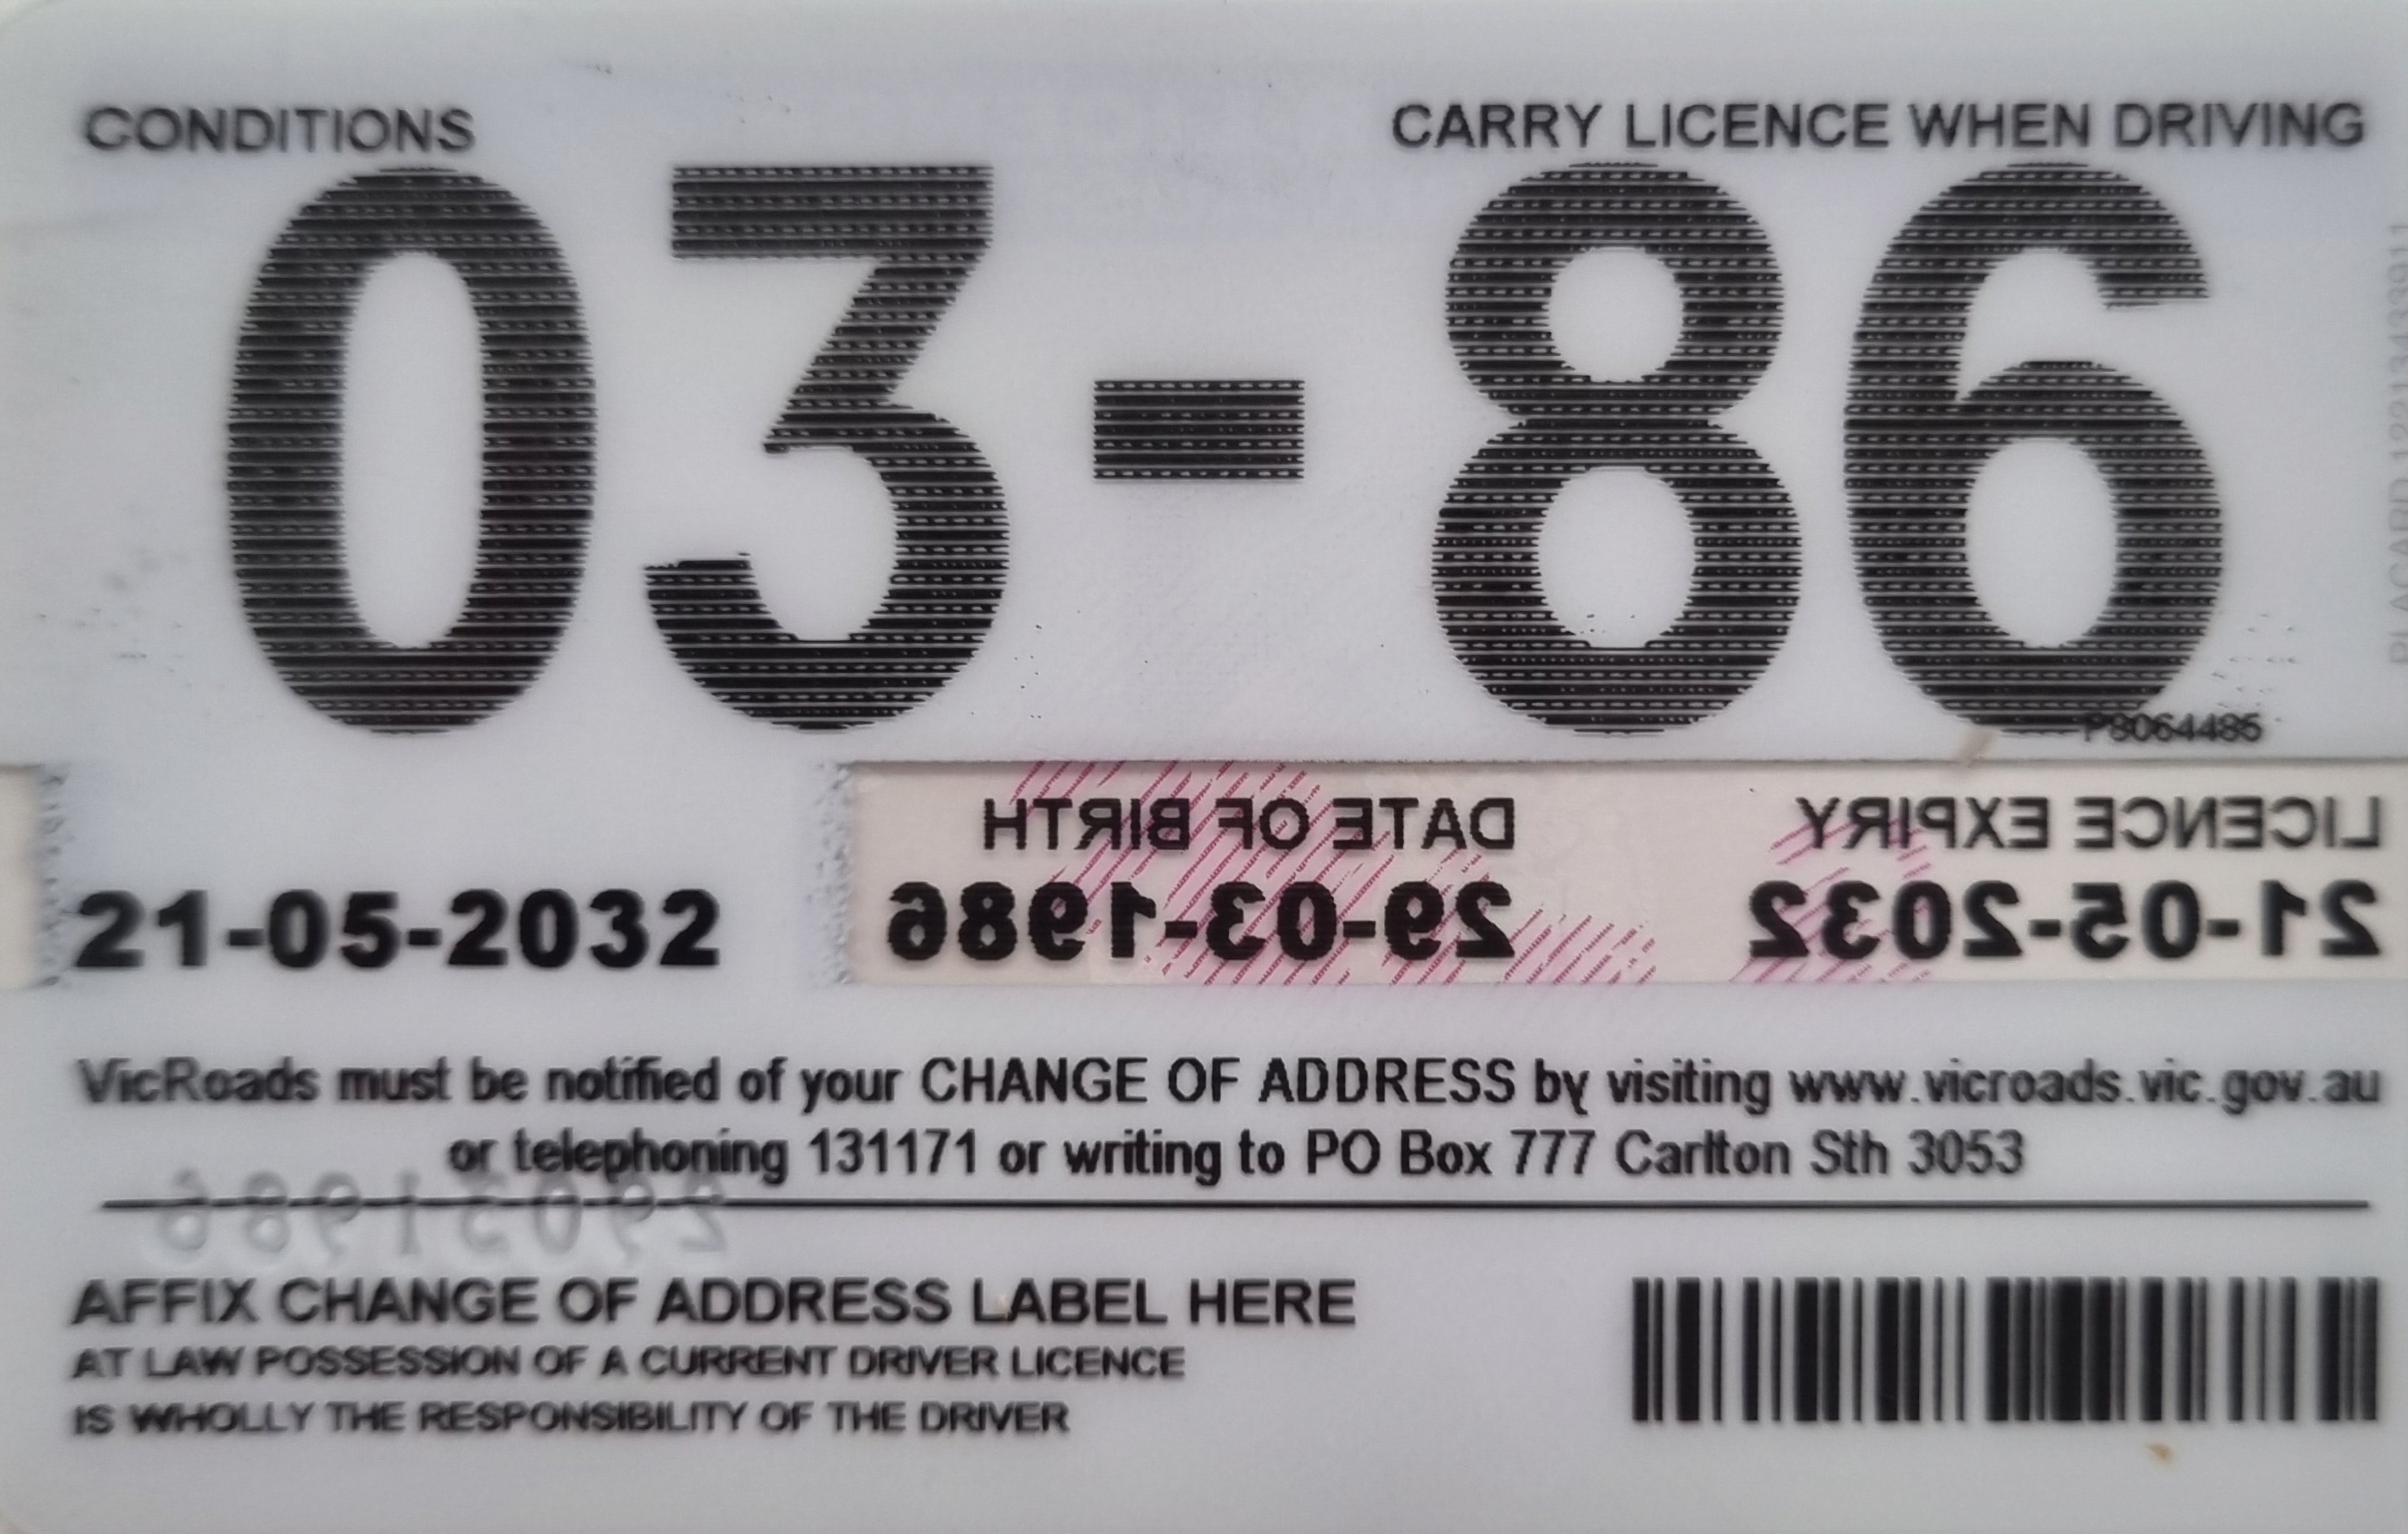 CONDITIONS
CARRY LICENCE WHEN DRIVING
03-86
P8064485
DATE OF BIRTH
LICENCE EXPIRY
21-05-2032
29-03-1986
21-05-2032
VicRoads must be notified of your CHANGE OF ADDRESS by visiting www.vicroads.vic.gov.au
or telephoning 131171 or writing to PO Box 777 Carlton Sth 3053
29031986
AFFIX CHANGE OF ADDRESS LABEL HERE
AT LAW POSSESSION OF A CURRENT DRIVER LICENCE
IS WHOLLY THE RESPONSIBILITY OF THE DRIVER